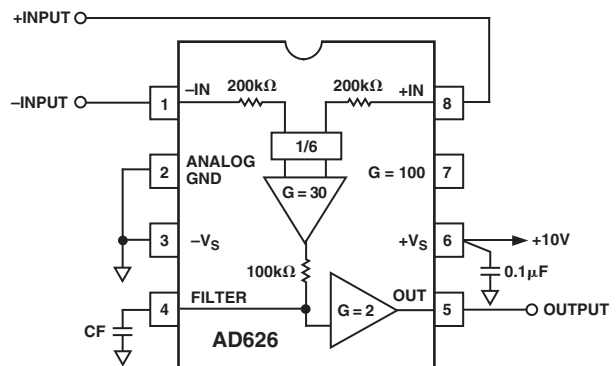 +INPUT
–INPUT
200kΩ
200kΩ
–IN
+IN
1
8
1/6
2
ANALOG
GND
G = 100
7
G = 30
3
–VS
+VS
6
+10V
100kΩ
0.1µF
4
FILTER
OUT
5
OUTPUT
G = 2
CF
AD626